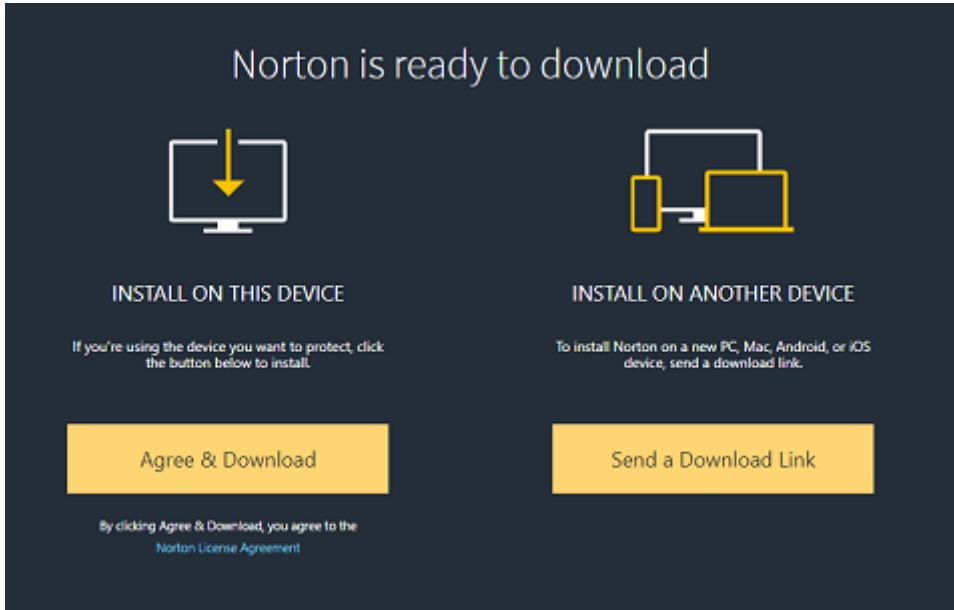 Norton is ready to download
INSTALL ON THIS DEVICE
If you're using the device you want to protect, click
the button below to install.
Agree & Download
By clicking Agree & Download, you agree to the
Norton License Agreement
INSTALL ON ANOTHER DEVICE
To install Norton on a new PC, Mac, Android, or iOS
device, send a download link.
Send a Download Link